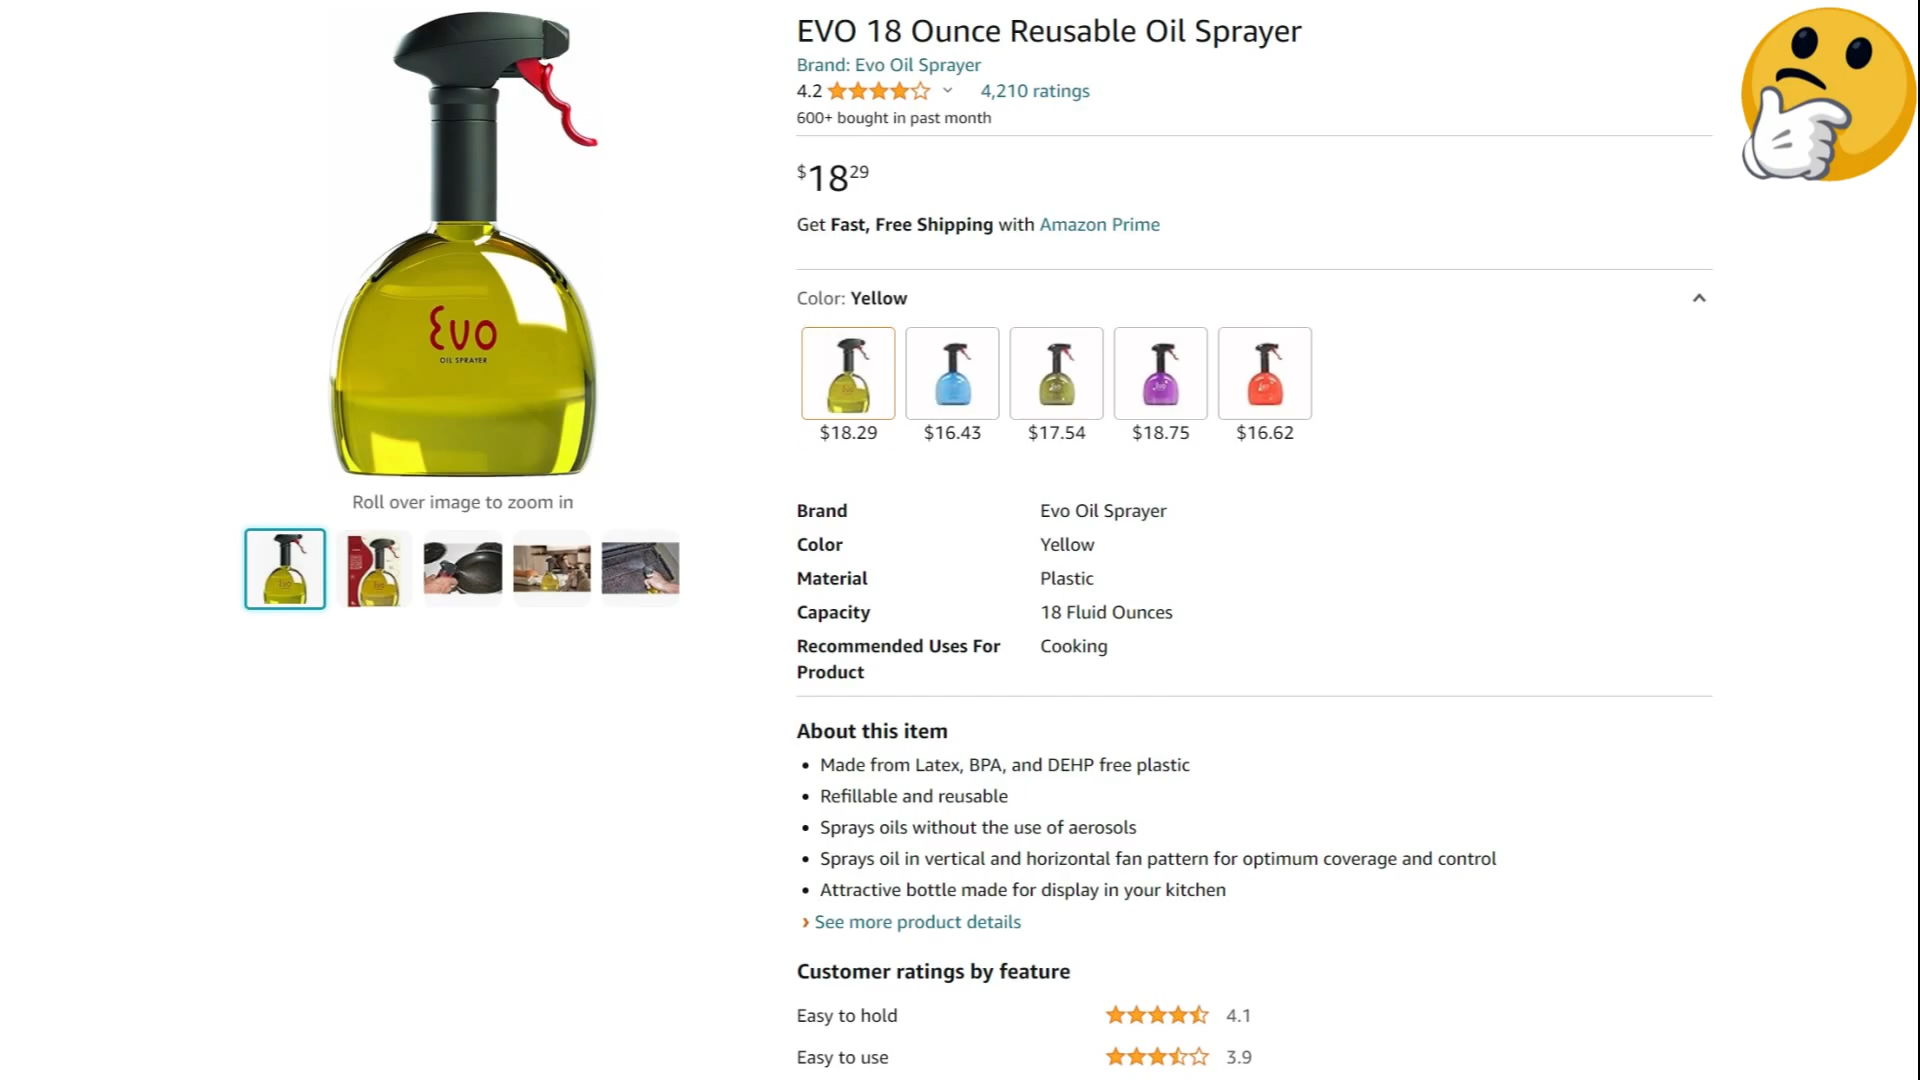 EVO 18 Ounce Reusable Oil Sprayer
Brand: Evo Oil Sprayer
4.2 4,210 ratings
600+ bought in past month
$18 29
Get Fast, Free Shipping with Amazon Prime
Color: Yellow
$18.29 $16.43 $17.54 $18.75 $16.62
Evo
OIL SPRAYER
Roll over image to zoom in
Brand Evo Oil Sprayer
Color Yellow
Material Plastic
Capacity 18 Fluid Ounces
Recommended Uses For Cooking
Product
About this item
Made from Latex, BPA, and DEHP free plastic
Refillable and reusable
Sprays oils without the use of aerosols
Sprays oil in vertical and horizontal fan pattern for optimum coverage and control
Attractive bottle made for display in your kitchen
› See more product details
Customer ratings by feature
Easy to hold 4.1
Easy to use 3.9